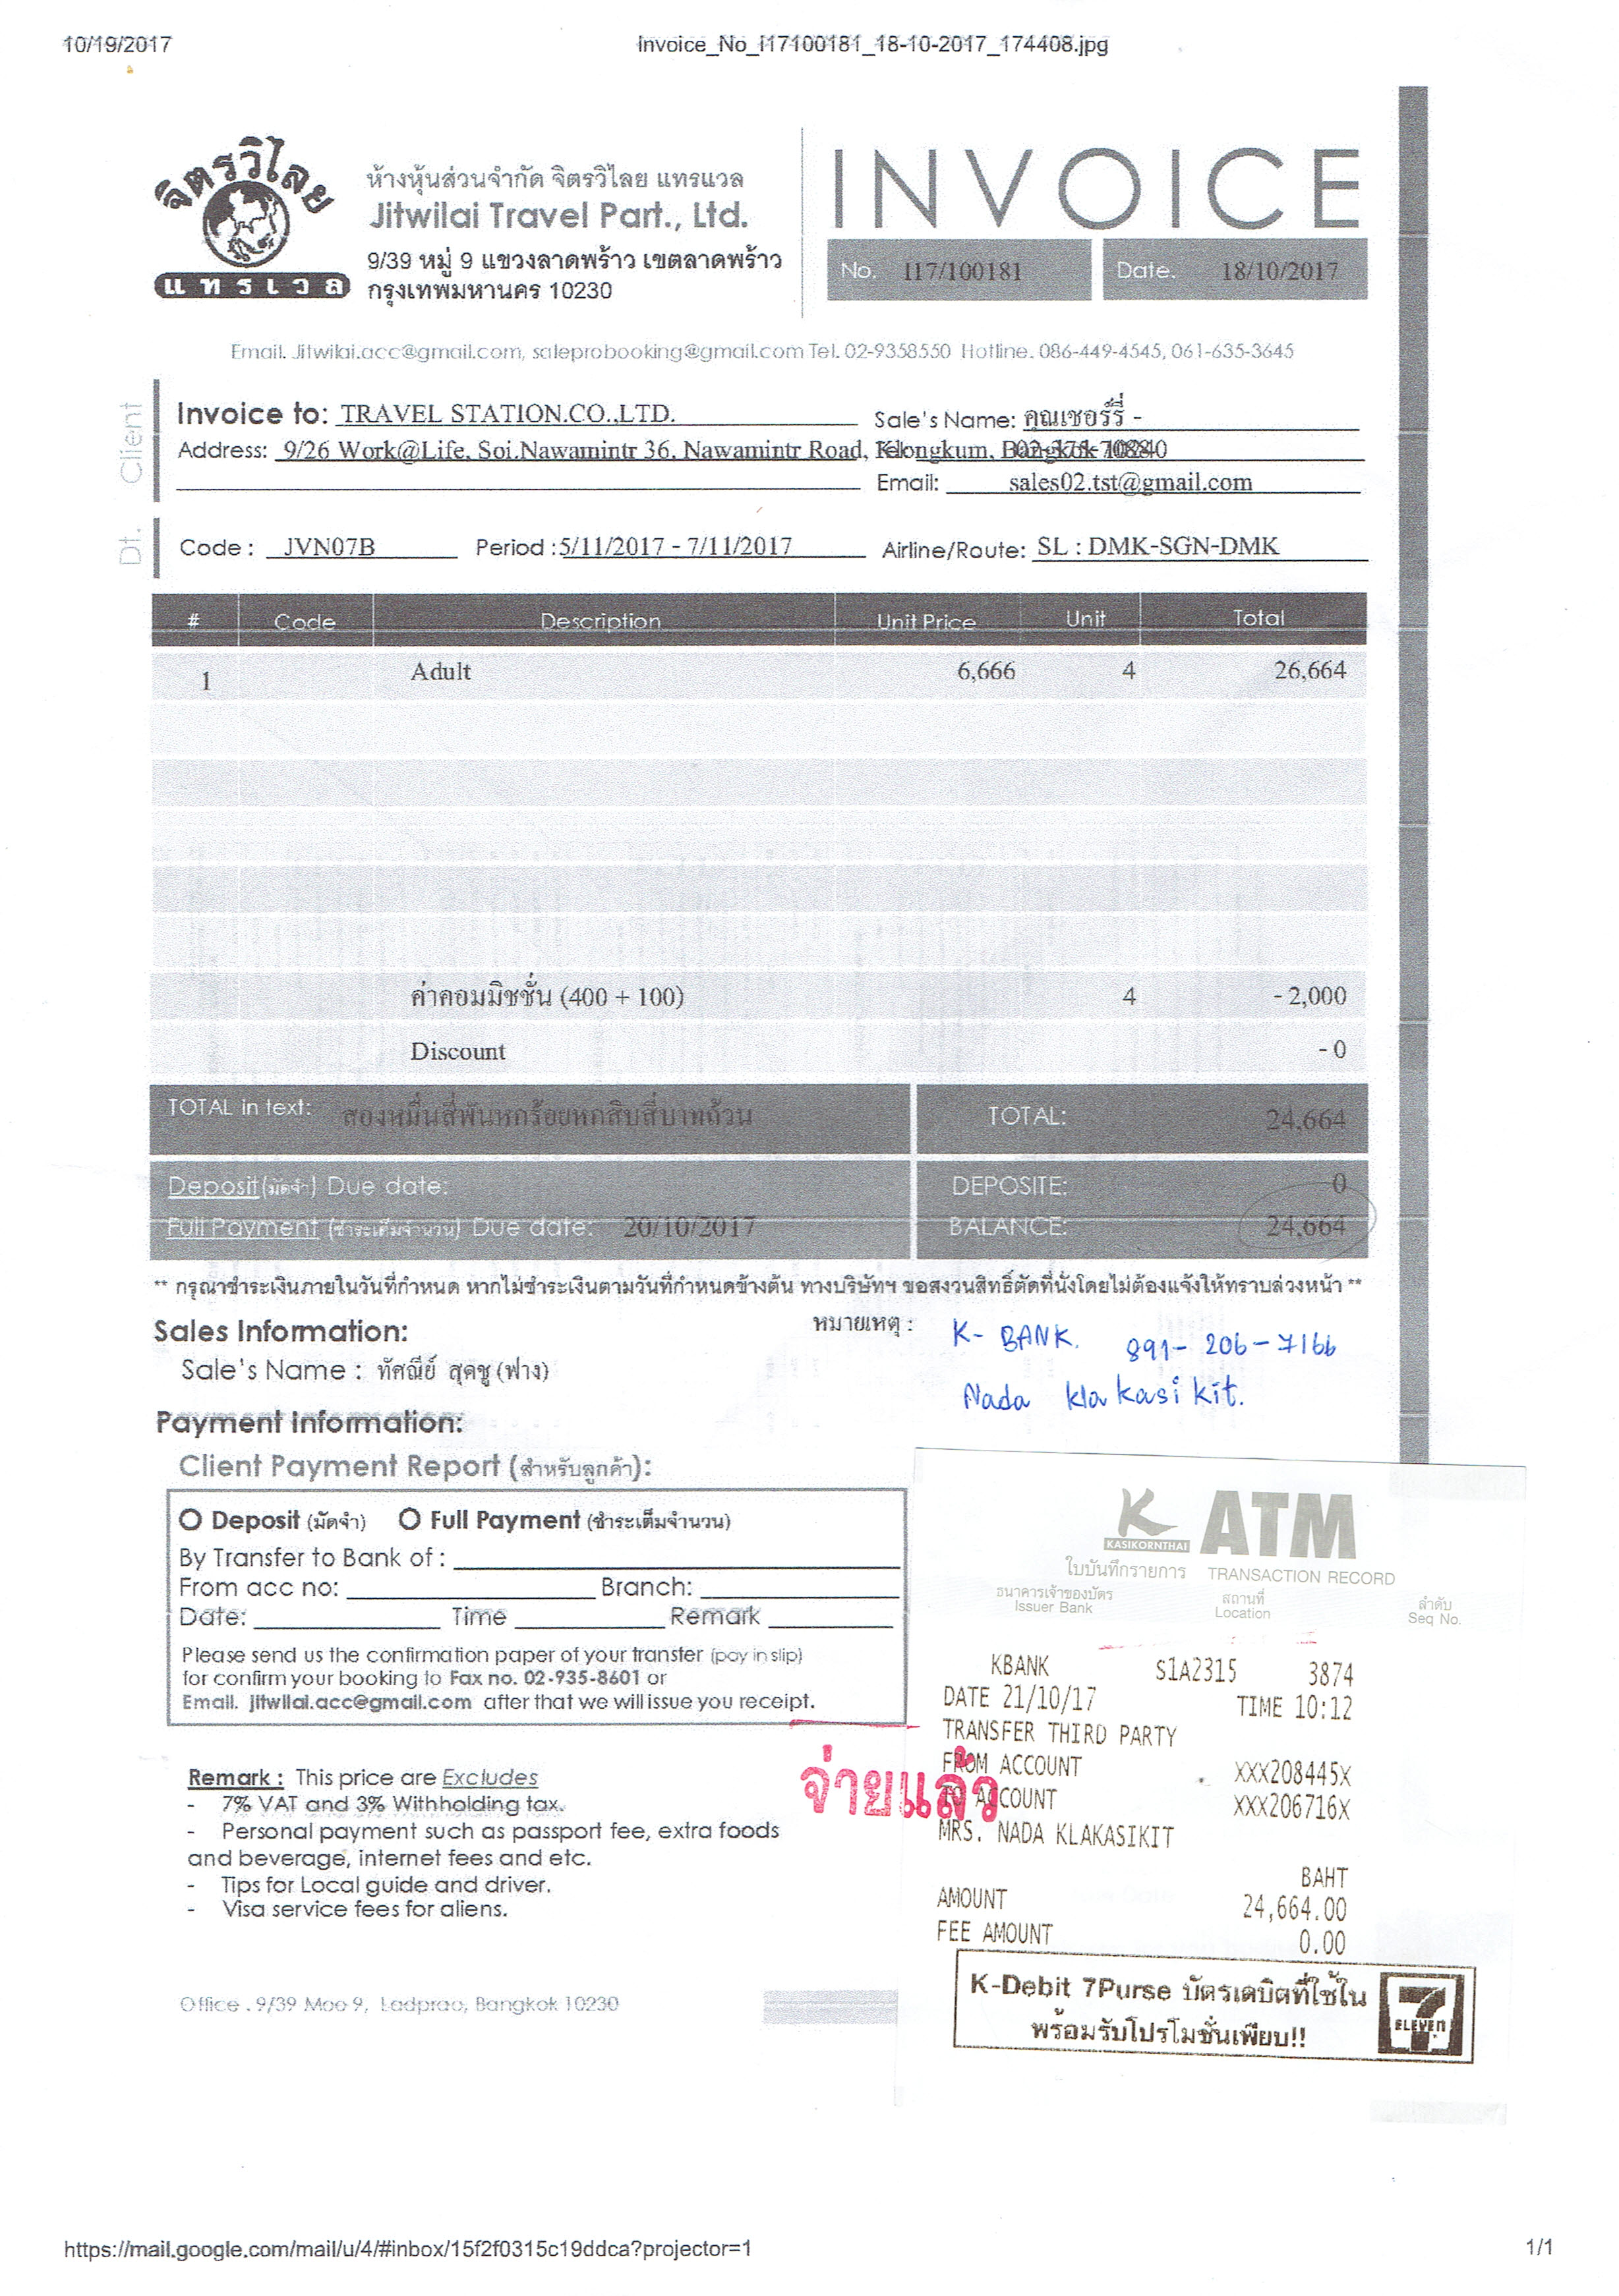 10/19/2017
Invoice_No_I17100181_18-10-2017_174408.jpg
จิตรวิไลย
แทรเวล
ห้างหุ้นส่วนจำกัด จิตรวิไลย แทรแวล
Jitwilai Travel Part., Ltd.
9/39 หมู่ 9 แขวงลาดพร้าว เขตลาดพร้าว
กรุงเทพมหานคร 10230
INVOICE
No. I17/100181
Date. 18/10/2017
Email. Jitwilai.acc@gmail.com, saleprobooking@gmail.com Tel. 02-9358550 Hotline. 086-449-4545, 061-635-3645
Client
Invoice to: TRAVEL STATION.CO.,LTD.
Sale's Name: คุณเชอร์รี่ -
Address: 9/26 Work@Life, Soi.Nawamintr 36, Nawamintr Road, Klongkum, Bangkok 10240
Email: sales02.tst@gmail.com
Dt.
Code : JVN07B Period : 5/11/2017 - 7/11/2017 Airline/Route: SL : DMK-SGN-DMK
# Code Description Unit Price Unit Total
1 Adult 6,666 4 26,664
ค่าคอมมิชชั่น (400 + 100) 4 - 2,000
Discount - 0
TOTAL in text: สองหมื่นสี่พันหกร้อยหกสิบสี่บาทถ้วน
TOTAL: 24,664
Deposit (มัดจำ) Due date:
DEPOSITE: 0
Full Payment (ชำระเต็มจำนวน) Due date: 20/10/2017
BALANCE: 24,664
** กรุณาชำระเงินภายในวันที่กำหนด หากไม่ชำระเงินตามวันที่กำหนดข้างต้น ทางบริษัทฯ ขอสงวนสิทธิ์ตัดที่นั่งโดยไม่ต้องแจ้งให้ทราบล่วงหน้า **
Sales Information:
หมายเหตุ :
K- BANK. 891- 206-7166
Sale's Name : ทัศณีย์ สุดชู (ฟาง)
Nada klakasikit.
Payment Information:
Client Payment Report (สำหรับลูกค้า):
O Deposit (มัดจำ) O Full Payment (ชำระเต็มจำนวน)
By Transfer to Bank of :
From acc no: Branch:
Date: Time Remark
Please send us the confirmation paper of your transfer (pay in slip)
for confirm your booking to Fax no. 02-935-8601 or
Email. jitwilai.acc@gmail.com after that we will issue you receipt.
Remark : This price are Excludes
- 7% VAT and 3% Withholding tax.
- Personal payment such as passport fee, extra foods
and beverage, internet fees and etc.
- Tips for Local guide and driver.
- Visa service fees for aliens.
Office . 9/39 Moo 9, Ladprao, Bangkok 10230
จ่ายแล้ว
K ATM
KASIKORNTHAI
ใบบันทึกรายการ TRANSACTION RECORD
ธนาคารเจ้าของบัตร สถานที่ ลำดับ
Issuer Bank Location Seq No.
KBANK S1A2315 3874
DATE 21/10/17 TIME 10:12
TRANSFER THIRD PARTY
FROM ACCOUNT XXX208445X
TO ACCOUNT XXX206716X
MRS. NADA KLAKASIKIT
BAHT
AMOUNT 24,664.00
FEE AMOUNT 0.00
K-Debit 7Purse บัตรเดบิตที่ใช้ใน
พร้อมรับโปรโมชั่นเพียบ!!
7 ELEVEN
https://mail.google.com/mail/u/4/#inbox/15f2f0315c19ddca?projector=1
1/1